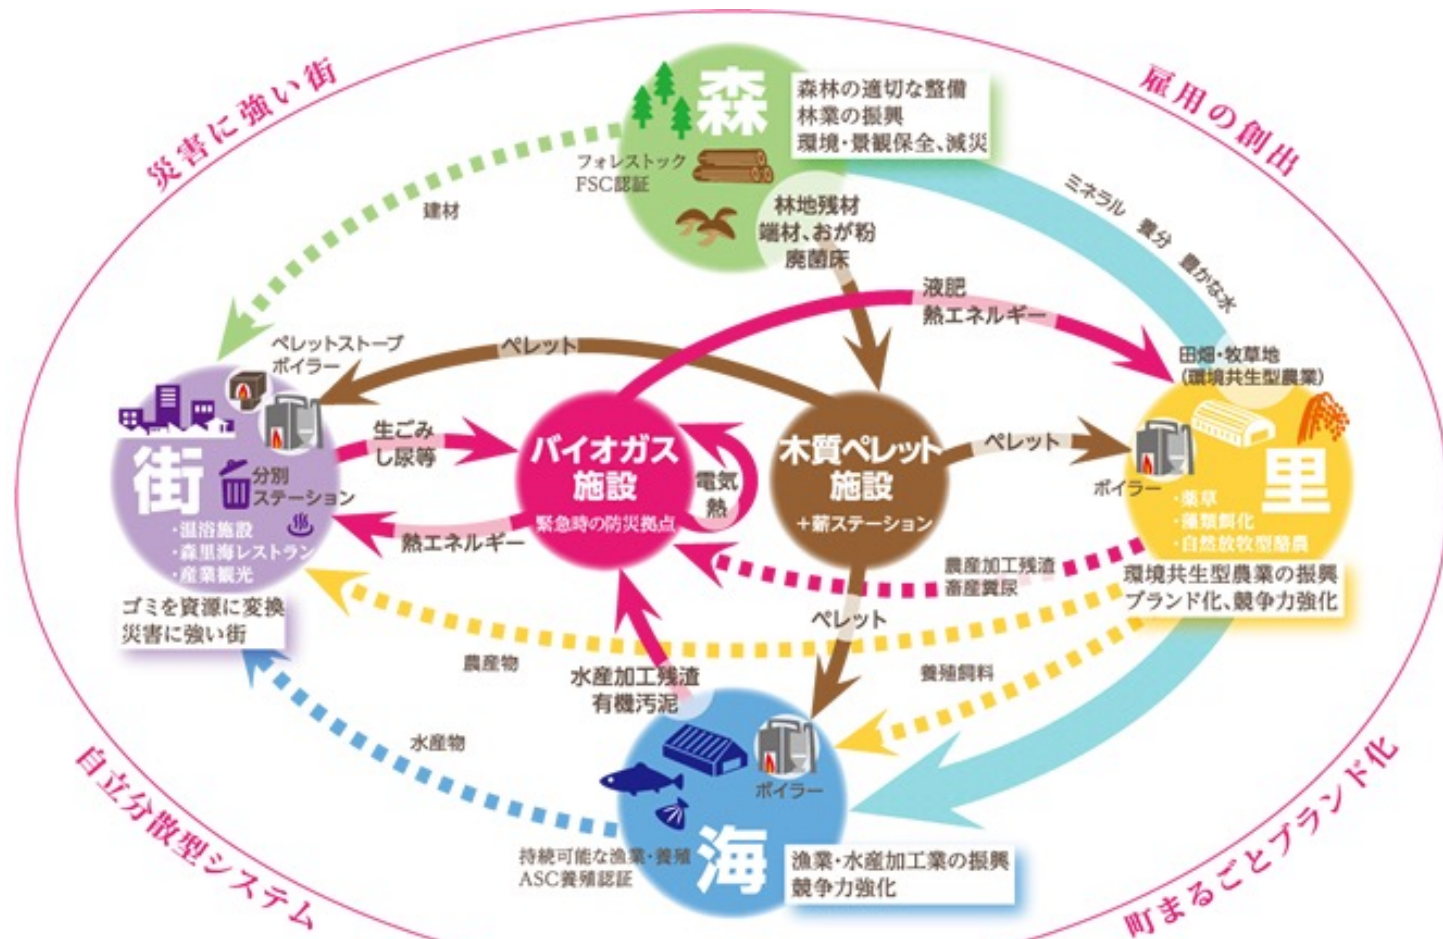 災害に強い街
雇用の創出
森
森林の適切な整備
林業の振興
環境・景観保全、減災
フォレストック
FSC認証
林地残材
端材、おが粉
廃菌床
建材
ミネラル 養分 豊かな水
液肥
熱エネルギー
ペレットストーブ
ボイラー
ペレット
田畑・牧草地
(環境共生型農業)
生ごみ
し尿等
バイオガス
施設
緊急時の防災拠点
電気
熱
木質ペレット
施設
+薪ステーション
ペレット
ボイラー
里
・薬草
・藻類餌化
・自然放牧型酪農
街
分別
ステーション
・温浴施設
・森里海レストラン
・産業観光
熱エネルギー
農産加工残渣
畜産糞尿
環境共生型農業の振興
ブランド化、競争力強化
ゴミを資源に変換
災害に強い街
ペレット
農産物
養殖飼料
水産加工残渣
有機汚泥
水産物
ボイラー
海
持続可能な漁業・養殖
ASC養殖認証
漁業・水産加工業の振興
競争力強化
自立分散型システム
町まるごとブランド化